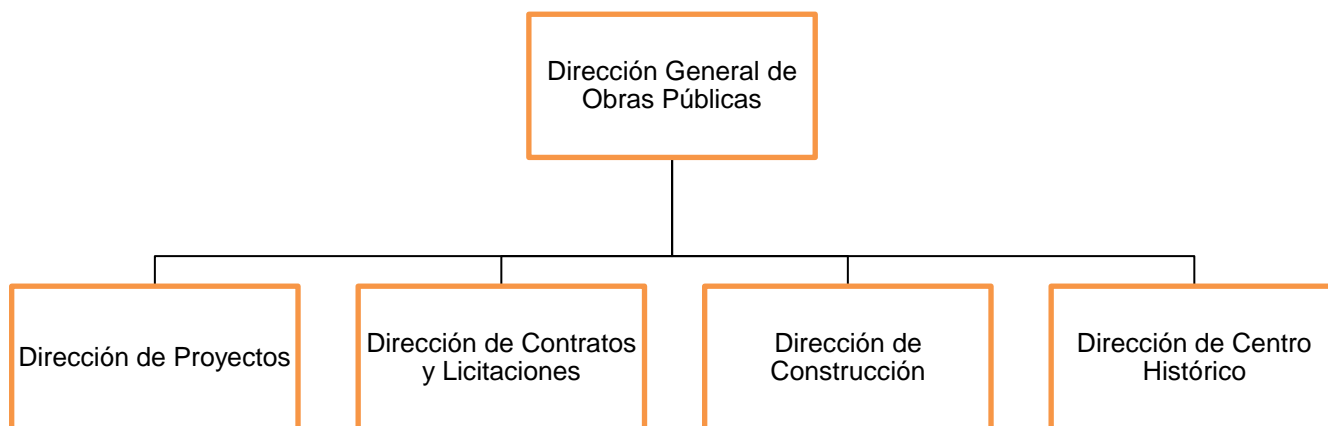 Dirección General de
Obras Públicas
Dirección de Proyectos
Dirección de Contratos
y Licitaciones
Dirección de
Construcción
Dirección de Centro
Histórico